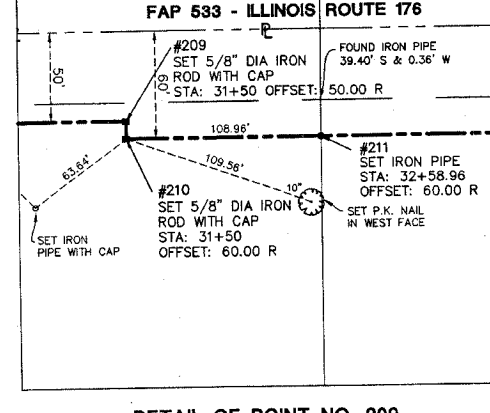 FAP 533 - ILLINOIS ROUTE 176
PL
50'
60'
#209
SET 5/8" DIA IRON
ROD WITH CAP
STA: 31+50 OFFSET: 50.00 R
FOUND IRON PIPE
39.40' S & 0.36' W
108.96'
63.64'
109.58'
10"
#211
SET IRON PIPE
STA: 32+58.96
OFFSET: 60.00 R
#210
SET 5/8" DIA IRON
ROD WITH CAP
STA: 31+50
OFFSET: 60.00 R
SET P.K. NAIL
IN WEST FACE
SET IRON
PIPE WITH CAP
DETAIL OF POINT NO. 209